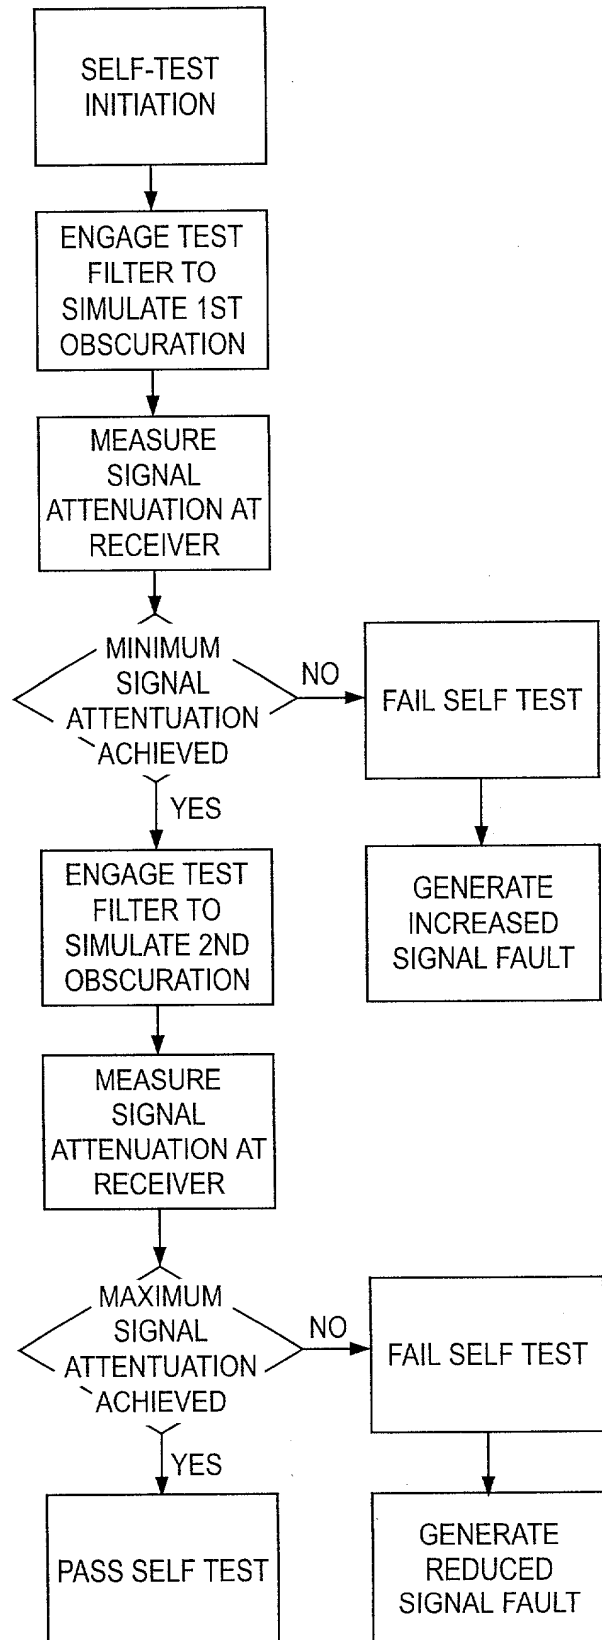 SELF-TEST
INITIATION
ENGAGE TEST
FILTER TO
SIMULATE 1ST
OBSCURATION
MEASURE
SIGNAL
ATTENUATION AT
RECEIVER
MINIMUM
SIGNAL
ATTENTUATION
ACHIEVED
NO
FAIL SELF TEST
YES
GENERATE
INCREASED
SIGNAL FAULT
ENGAGE TEST
FILTER TO
SIMULATE 2ND
OBSCURATION
MEASURE
SIGNAL
ATTENUATION AT
RECEIVER
MAXIMUM
SIGNAL
ATTENTUATION
ACHIEVED
NO
FAIL SELF TEST
YES
PASS SELF TEST
GENERATE
REDUCED
SIGNAL FAULT